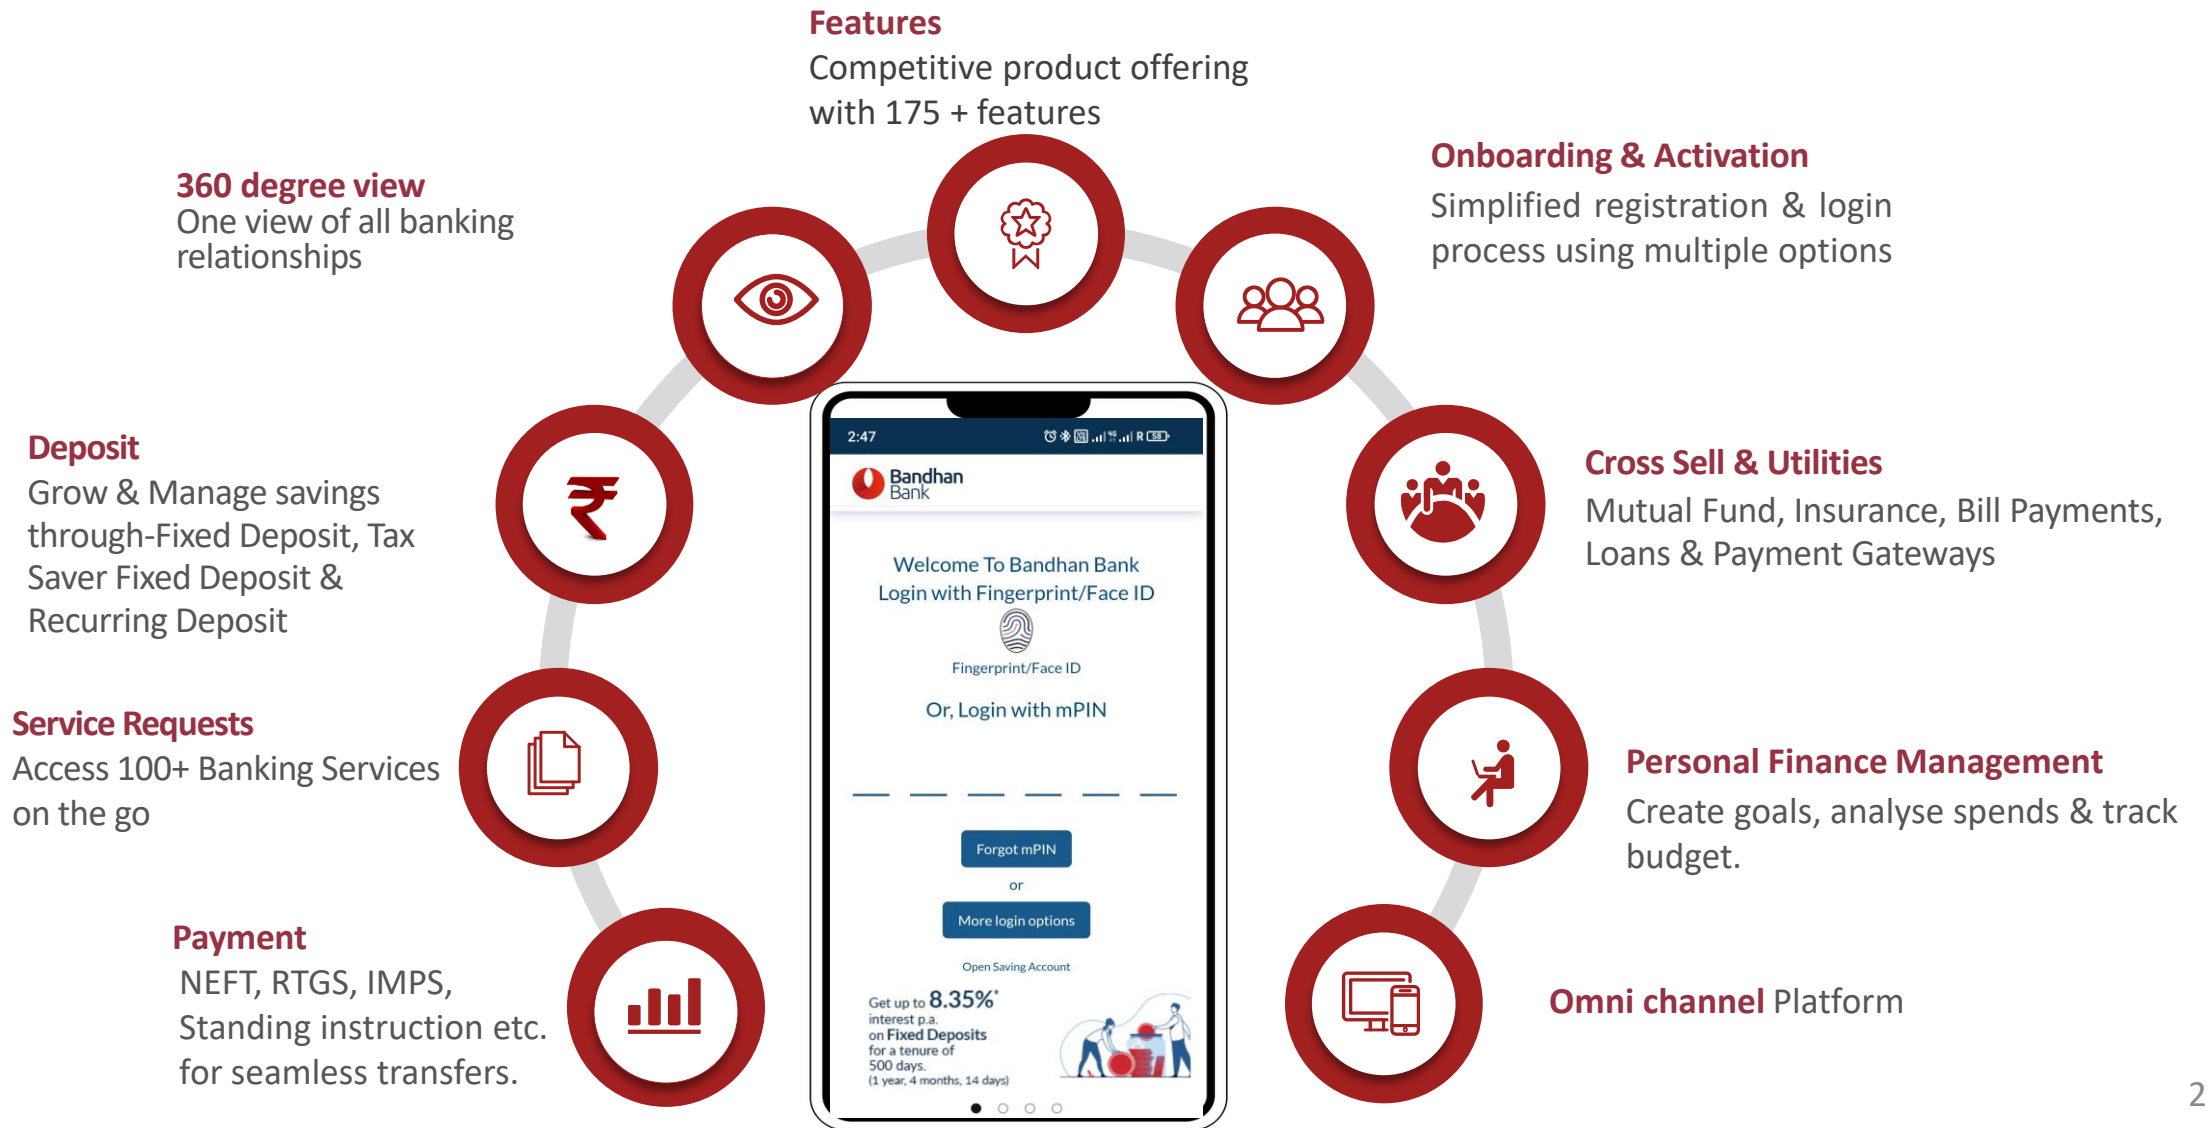 Features
Competitive product offering
with 175 + features
360 degree view
One view of all banking
relationships
Onboarding & Activation
Simplified registration & login
process using multiple options
Deposit
Grow & Manage savings
through-Fixed Deposit, Tax
Saver Fixed Deposit &
Recurring Deposit
Cross Sell & Utilities
Mutual Fund, Insurance, Bill Payments,
Loans & Payment Gateways
Service Requests
Access 100+ Banking Services
on the go
Personal Finance Management
Create goals, analyse spends & track
budget.
Payment
NEFT, RTGS, IMPS,
Standing instruction etc.
for seamless transfers.
Omni channel Platform
2:47
4G R 58
Bandhan
Bank
Welcome To Bandhan Bank
Login with Fingerprint/Face ID
Fingerprint/Face ID
Or, Login with mPIN
Forgot mPIN
or
More login options
Open Saving Account
Get up to 8.35%*
interest p.a.
on Fixed Deposits
for a tenure of
500 days.
(1 year, 4 months, 14 days)
2